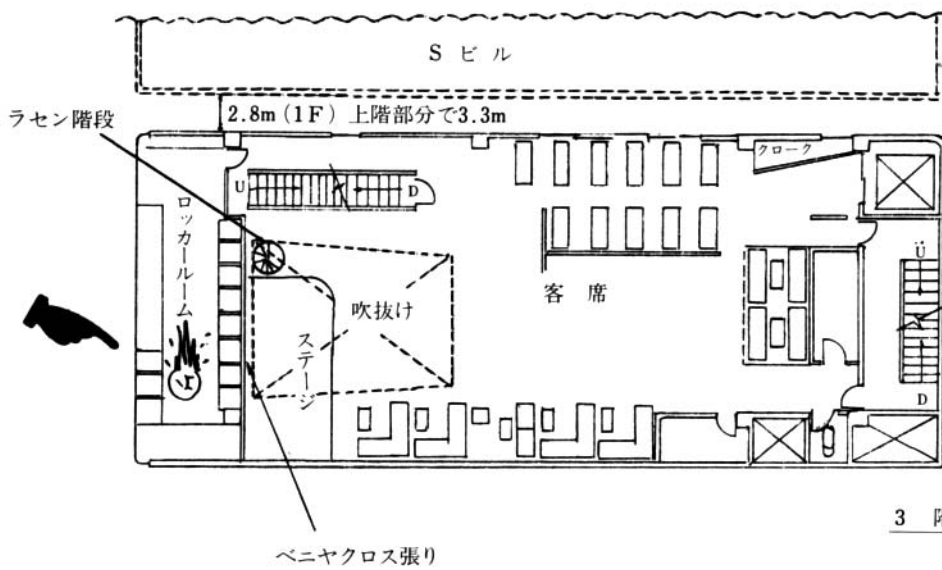 S ビ ル
ラセン階段
2.8m (1F) 上階部分で3.3m
クローク
U
D
ロッカールーム
Ü
吹抜け
客 席
ステージ
D
3 階
ベニヤクロス張り